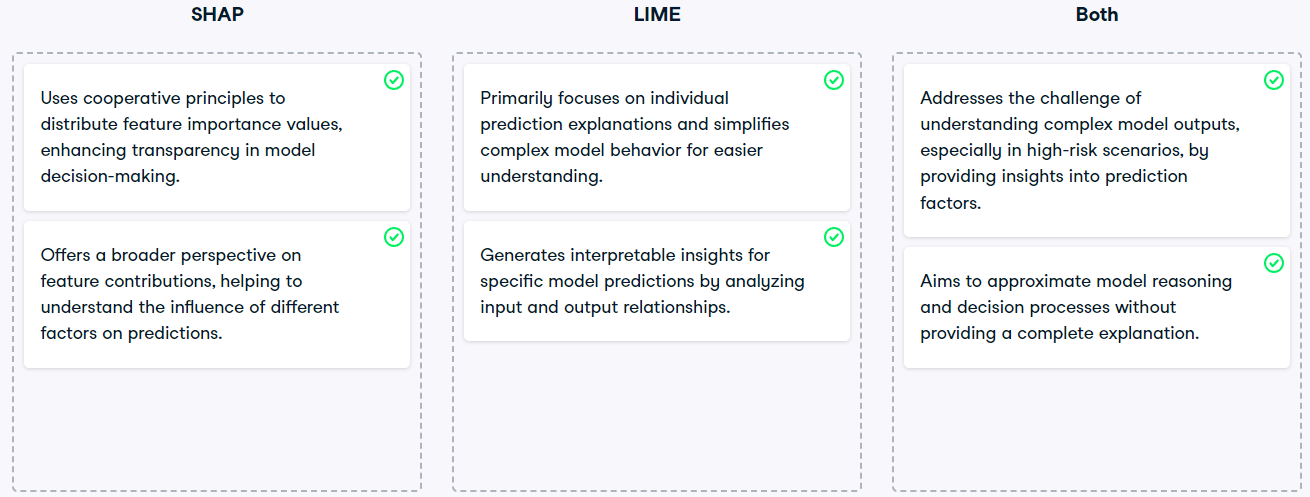 SHAP
Uses cooperative principles to
distribute feature importance values,
enhancing transparency in model
decision-making.
Offers a broader perspective on
feature contributions, helping to
understand the influence of different
factors on predictions.
LIME
Primarily focuses on individual
prediction explanations and simplifies
complex model behavior for easier
understanding.
Generates interpretable insights for
specific model predictions by analyzing
input and output relationships.
Both
Addresses the challenge of
understanding complex model outputs,
especially in high-risk scenarios, by
providing insights into prediction
factors.
Aims to approximate model reasoning
and decision processes without
providing a complete explanation.